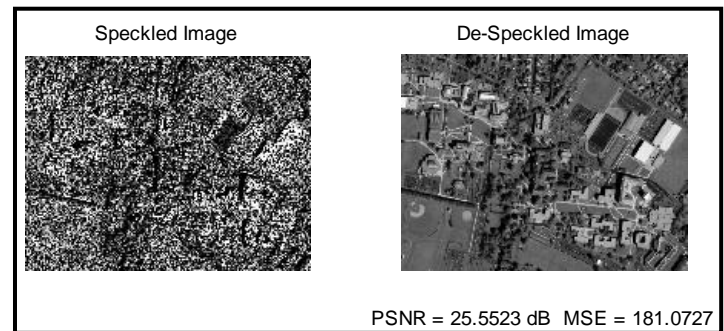 Speckled Image
De-Speckled Image
PSNR = 25.5523 dB MSE = 181.0727